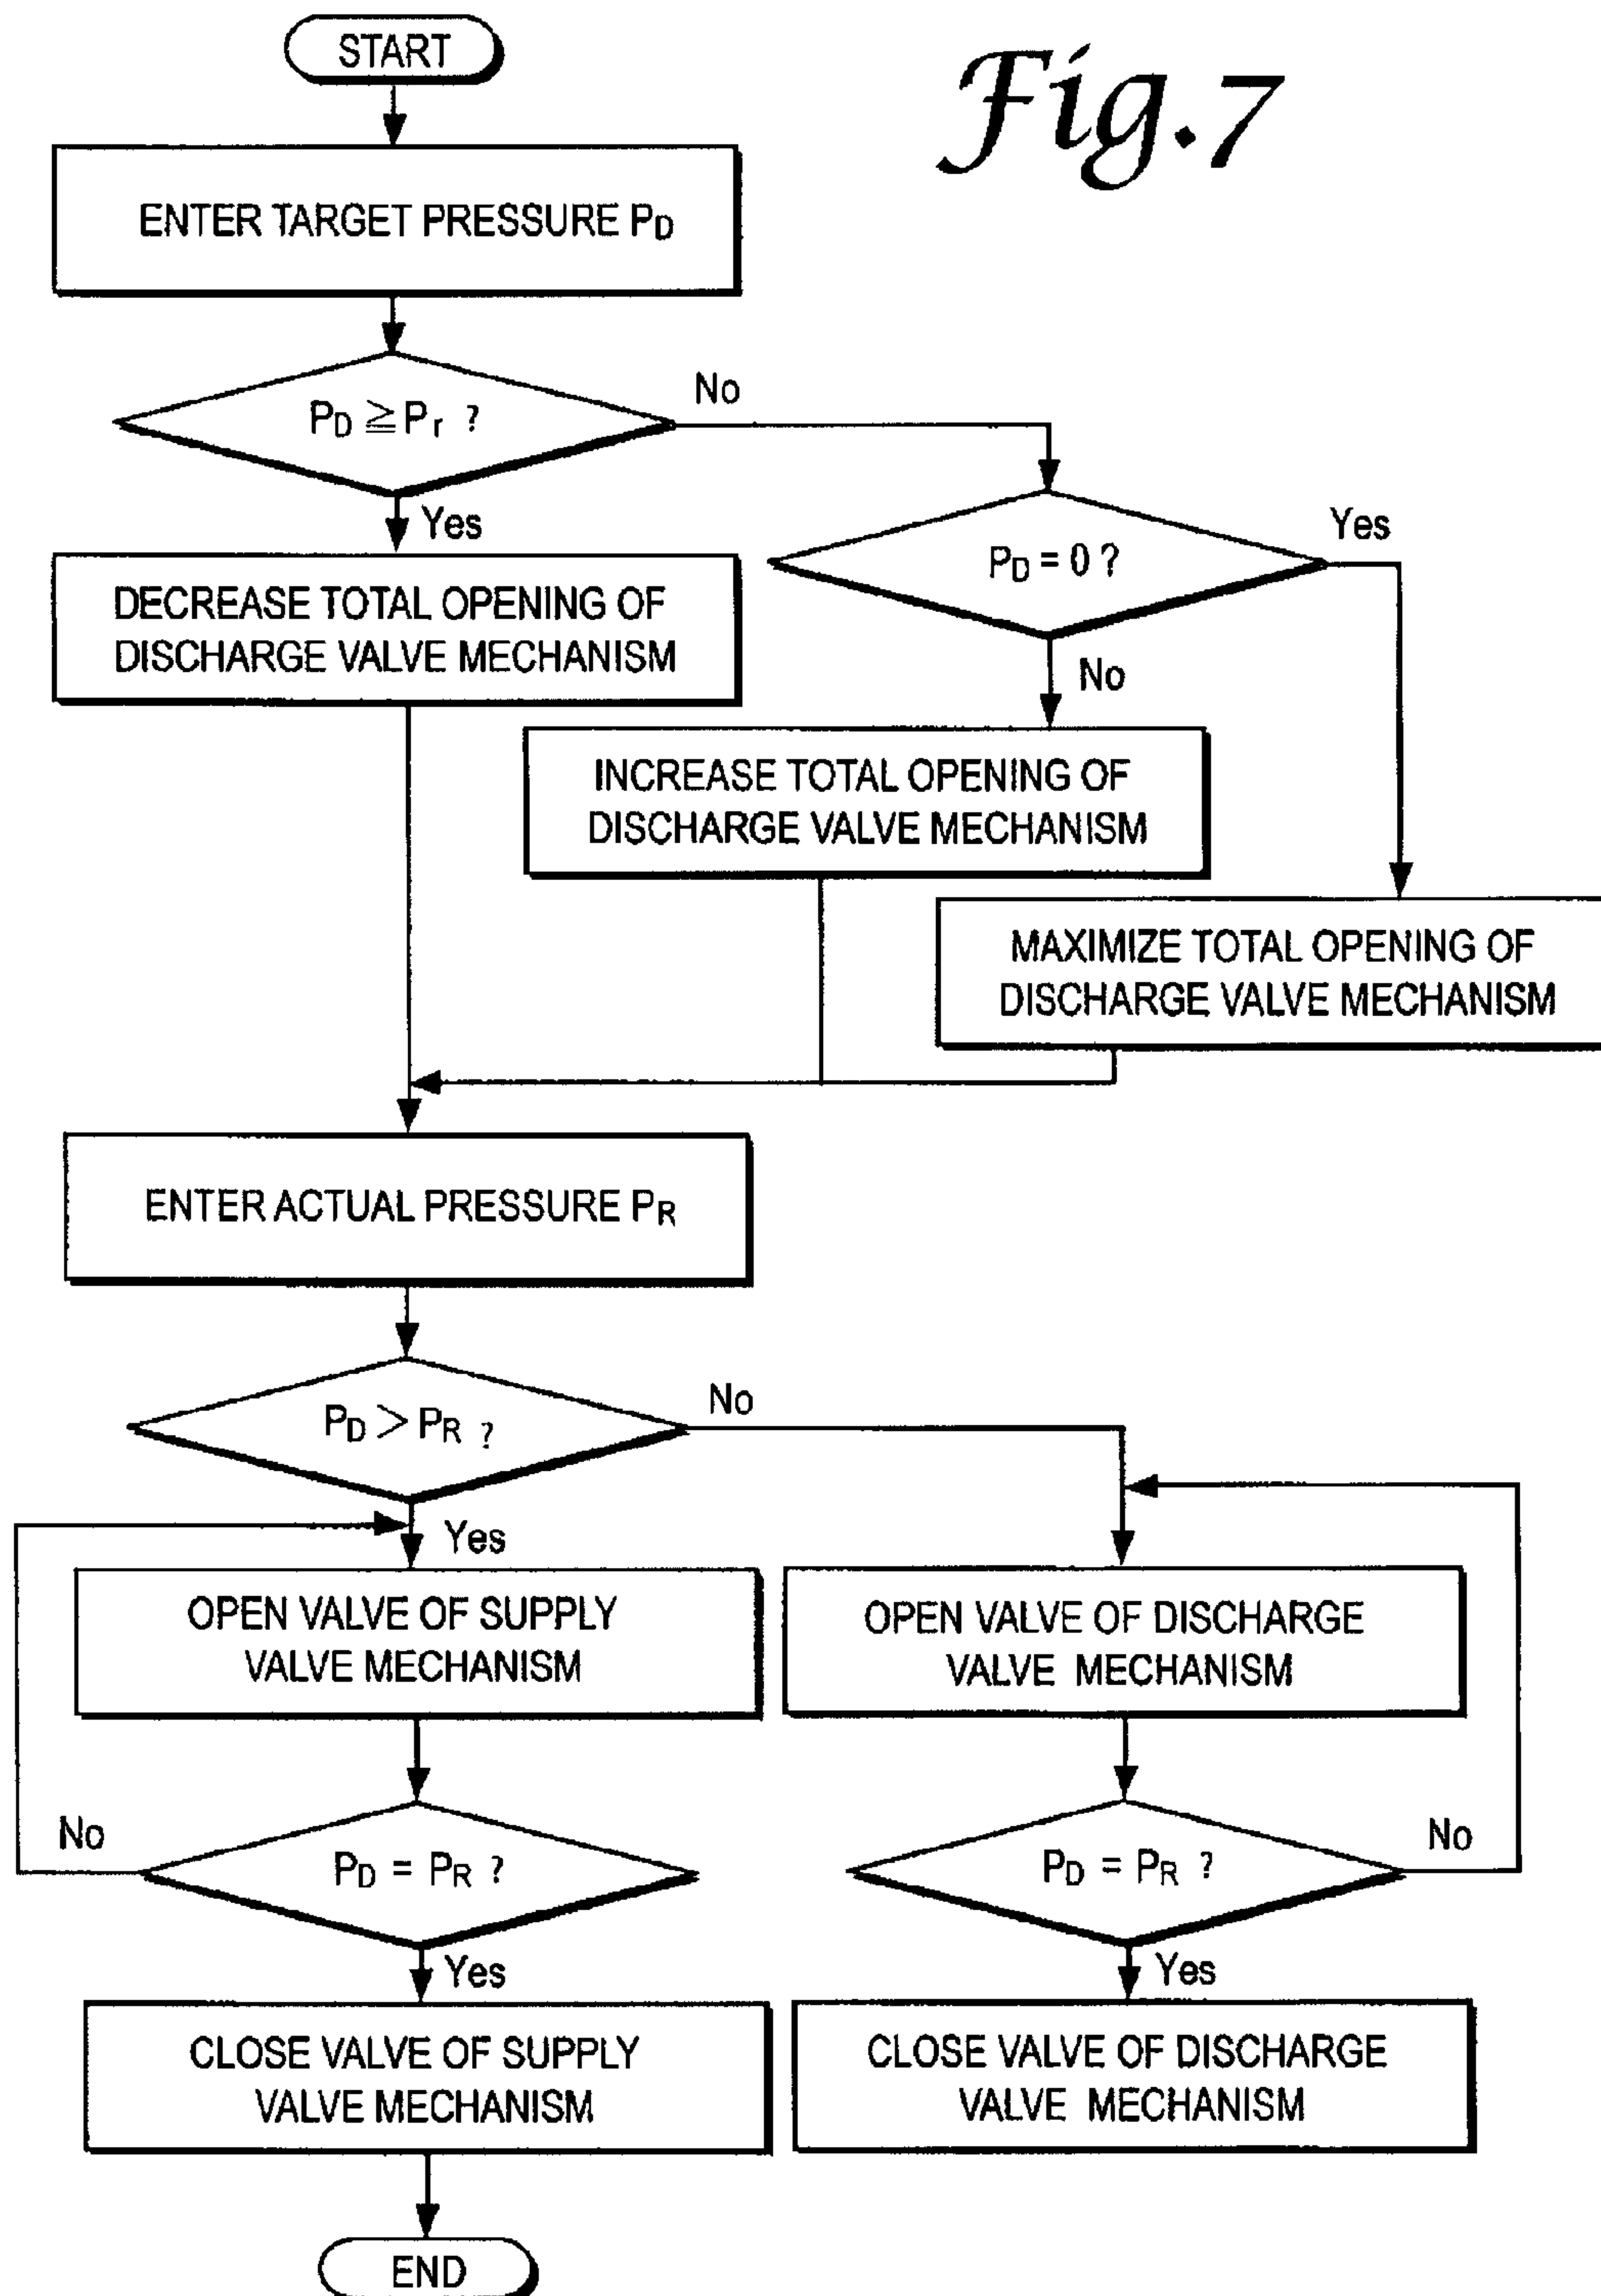 START
Fig.7
ENTER TARGET PRESSURE PD
PD ≧ Pr ?
No
Yes
PD = 0 ?
Yes
DECREASE TOTAL OPENING OF
DISCHARGE VALVE MECHANISM
No
INCREASE TOTAL OPENING OF
DISCHARGE VALVE MECHANISM
MAXIMIZE TOTAL OPENING OF
DISCHARGE VALVE MECHANISM
ENTER ACTUAL PRESSURE PR
PD > PR ?
No
Yes
OPEN VALVE OF SUPPLY
VALVE MECHANISM
OPEN VALVE OF DISCHARGE
VALVE MECHANISM
No
PD = PR ?
PD = PR ?
No
Yes
Yes
CLOSE VALVE OF SUPPLY
VALVE MECHANISM
CLOSE VALVE OF DISCHARGE
VALVE MECHANISM
END